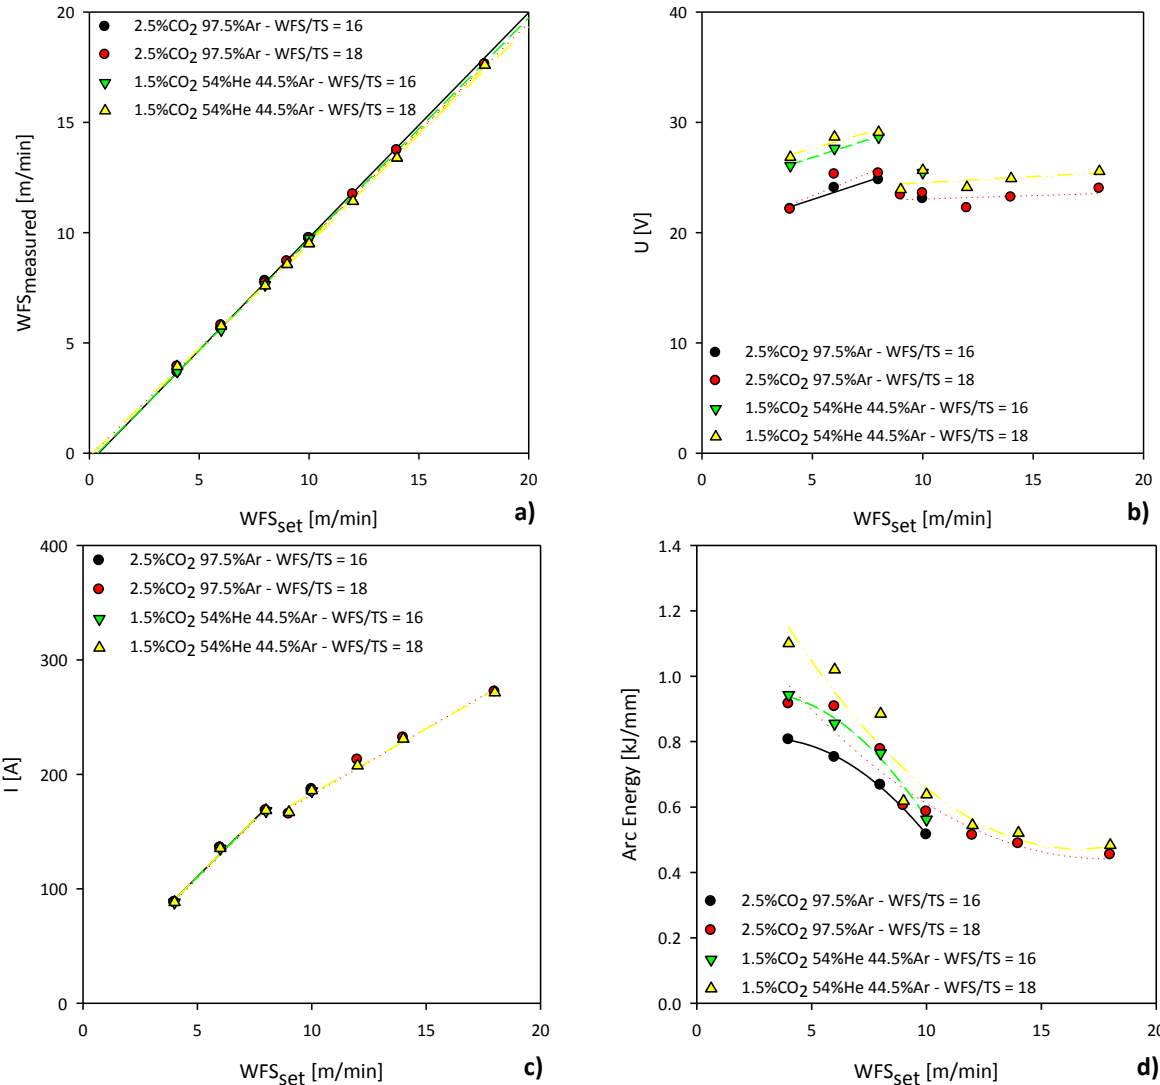 20
2.5%CO2 97.5%Ar - WFS/TS = 16
2.5%CO2 97.5%Ar - WFS/TS = 18
1.5%CO2 54%He 44.5%Ar - WFS/TS = 16
1.5%CO2 54%He 44.5%Ar - WFS/TS = 18
15
10
5
0
WFSmeasured [m/min]
0 5 10 15 20
WFSset [m/min]
a)
40
30
20
10
0
U [V]
2.5%CO2 97.5%Ar - WFS/TS = 16
2.5%CO2 97.5%Ar - WFS/TS = 18
1.5%CO2 54%He 44.5%Ar - WFS/TS = 16
1.5%CO2 54%He 44.5%Ar - WFS/TS = 18
0 5 10 15 20
WFSset [m/min]
b)
400
2.5%CO2 97.5%Ar - WFS/TS = 16
2.5%CO2 97.5%Ar - WFS/TS = 18
1.5%CO2 54%He 44.5%Ar - WFS/TS = 16
1.5%CO2 54%He 44.5%Ar - WFS/TS = 18
300
200
100
0
I [A]
0 5 10 15 20
WFSset [m/min]
c)
1.4
1.2
1.0
0.8
0.6
0.4
0.2
0.0
Arc Energy [kJ/mm]
2.5%CO2 97.5%Ar - WFS/TS = 16
2.5%CO2 97.5%Ar - WFS/TS = 18
1.5%CO2 54%He 44.5%Ar - WFS/TS = 16
1.5%CO2 54%He 44.5%Ar - WFS/TS = 18
0 5 10 15 20
WFSset [m/min]
d)